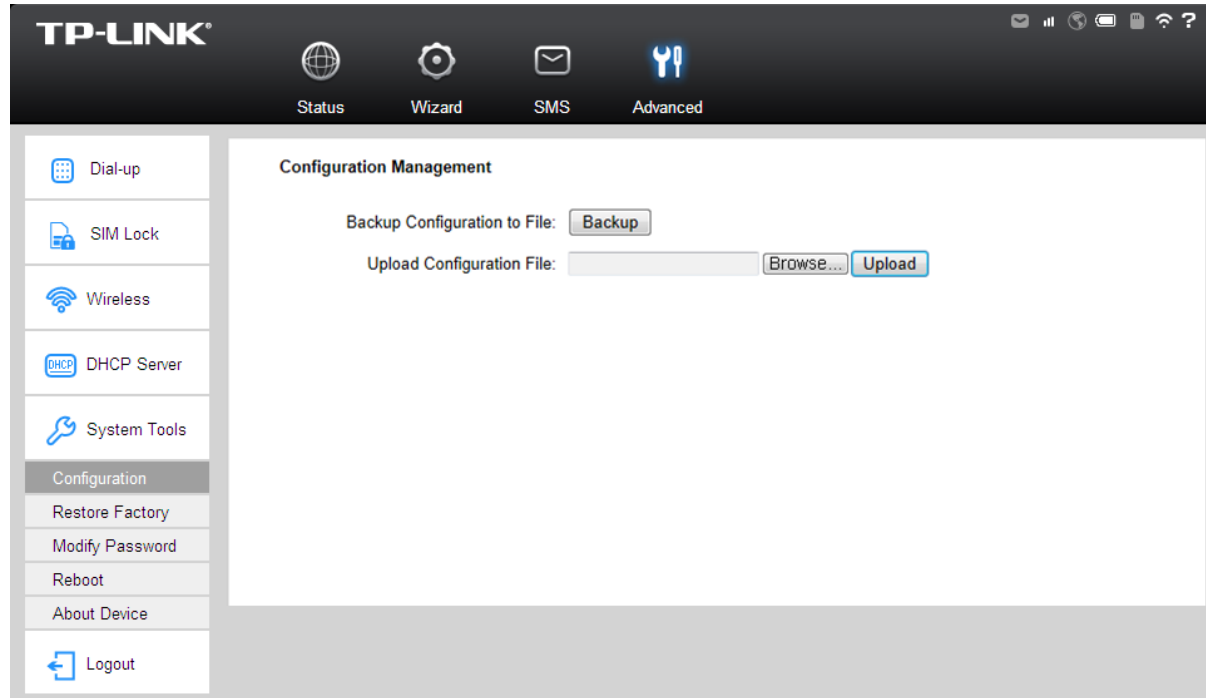 TP-LINK®
?
Status Wizard SMS Advanced
Dial-up
SIM Lock
Wireless
DHCP DHCP Server
System Tools
Configuration
Restore Factory
Modify Password
Reboot
About Device
Logout
Configuration Management
Backup Configuration to File: Backup
Upload Configuration File: Browse... Upload